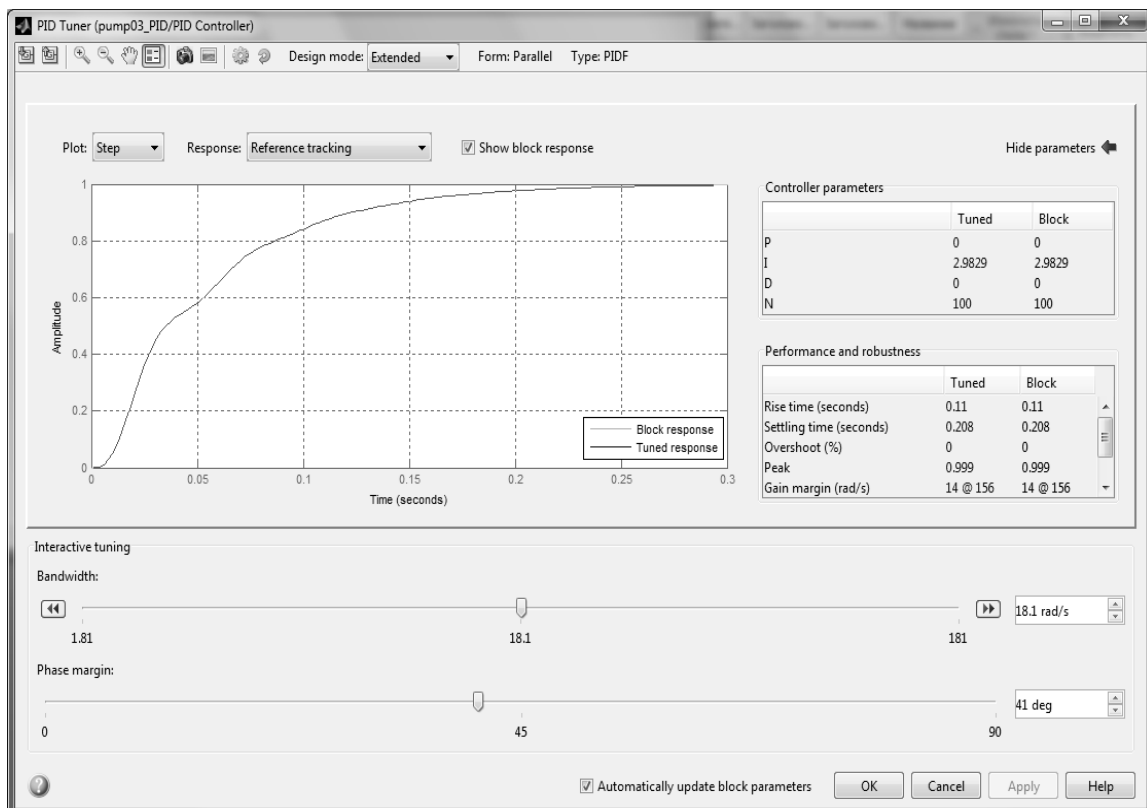 PID Tuner (pump03_PID/PID Controller)
Design mode: Extended Form: Parallel Type: PIDF
Plot: Step Response: Reference tracking Show block response Hide parameters
1
0.8
0.6
0.4
0.2
0
Amplitude
0 0.05 0.1 0.15 0.2 0.25 0.3
Time (seconds)
Block response
Tuned response
Controller parameters
Tuned Block
P 0 0
I 2.9829 2.9829
D 0 0
N 100 100
Performance and robustness
Tuned Block
Rise time (seconds) 0.11 0.11
Settling time (seconds) 0.208 0.208
Overshoot (%) 0 0
Peak 0.999 0.999
Gain margin (rad/s) 14 @ 156 14 @ 156
Interactive tuning
Bandwidth:
18.1 rad/s
1.81 18.1 181
Phase margin:
41 deg
0 45 90
Automatically update block parameters OK Cancel Apply Help